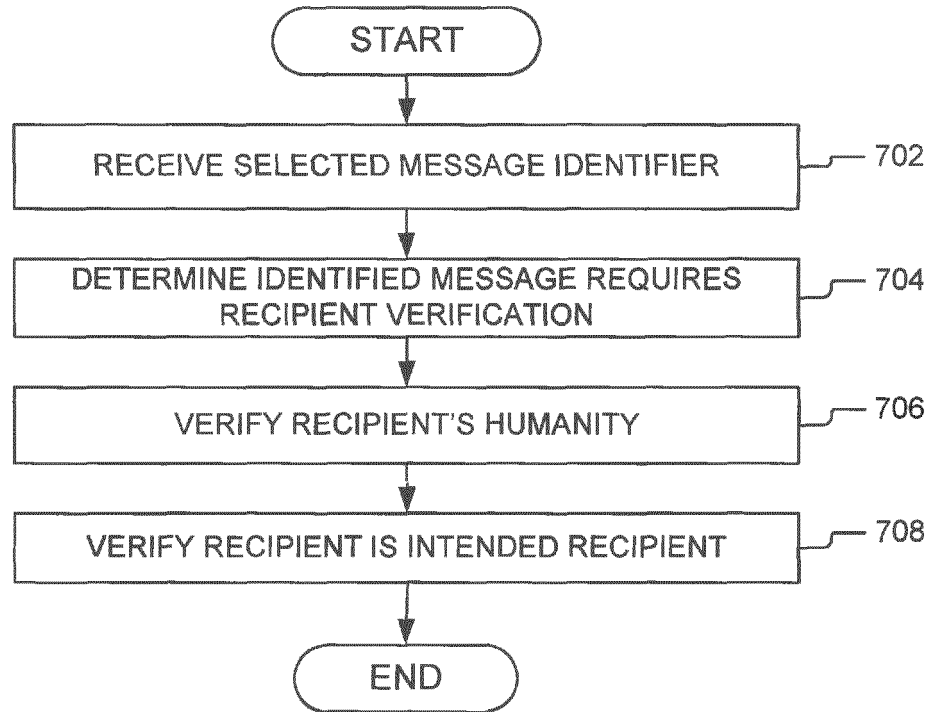 START
RECEIVE SELECTED MESSAGE IDENTIFIER
702
DETERMINE IDENTIFIED MESSAGE REQUIRES
RECIPIENT VERIFICATION
704
VERIFY RECIPIENT'S HUMANITY
706
VERIFY RECIPIENT IS INTENDED RECIPIENT
708
END